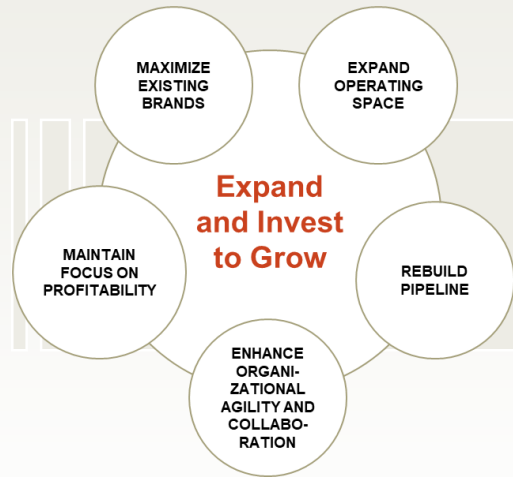 MAXIMIZE
EXISTING
BRANDS
EXPAND
OPERATING
SPACE
Expand
and Invest
to Grow
MAINTAIN
FOCUS ON
PROFITABILITY
REBUILD
PIPELINE
ENHANCE
ORGANI-
ZATIONAL
AGILITY AND
COLLABO-
RATION